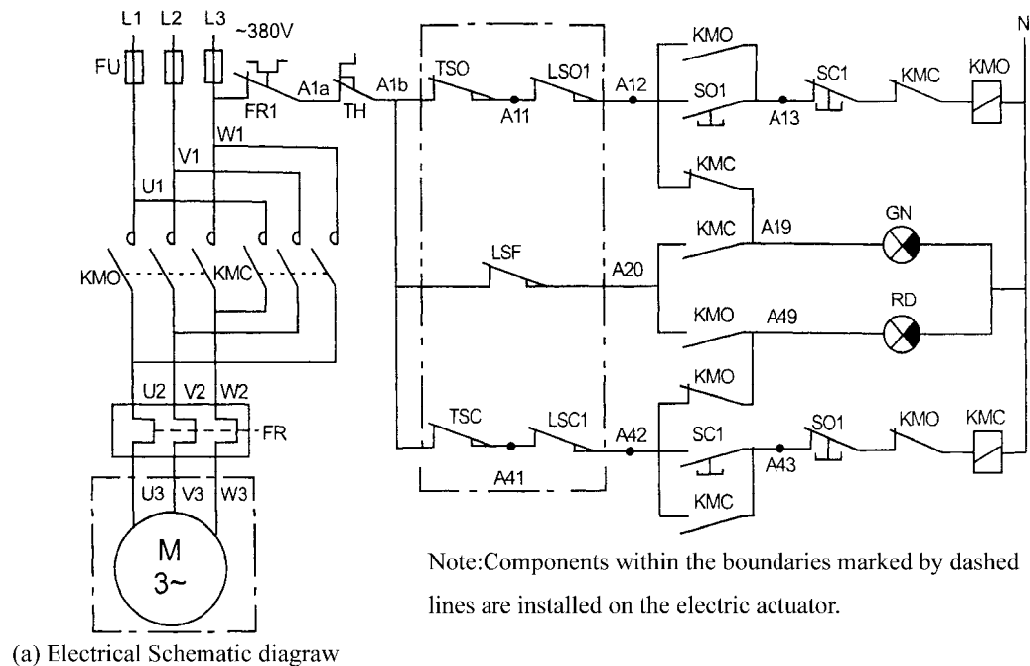 L1 L2 L3
~380V
N
FU
FR1
A1a
TH
A1b
TSO
LSO1
A11
A12
KMO
SO1
A13
SC1
KMC
KMO
W1
V1
U1
KMC
KMO
KMC
LSF
A20
KMC
A19
GN
KMO
A49
RD
U2 V2 W2
FR
KMO
TSC
LSC1
A41
A42
SC1
A43
SO1
KMO
KMC
KMC
U3 V3 W3
M
3~
Note:Components within the boundaries marked by dashed
lines are installed on the electric actuator.
(a) Electrical Schematic diagraw